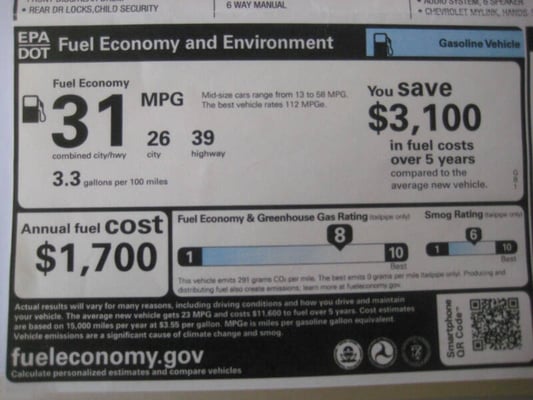 • REAR DR LOCKS,CHILD SECURITY
6 WAY MANUAL
• CHEVROLET MYLINK, HANDS
EPA
DOT
Fuel Economy and Environment
Gasoline Vehicle
Fuel Economy
31
MPG
26
city
39
highway
combined city/hwy
3.3 gallons per 100 miles
Mid-size cars range from 13 to 56 MPG.
The best vehicle rates 112 MPGe.
You save
$3,100
in fuel costs
over 5 years
compared to the
average new vehicle.
Annual fuel cost
$1,700
Fuel Economy & Greenhouse Gas Rating (tailpipe only)
8
1
10
Best
Smog Rating (tailpipe only)
6
1
10
Best
This vehicle emits 291 grams CO₂ per mile. The best emits 0 grams per mile (tailpipe only). Producing and
distributing fuel also create emissions; learn more at fueleconomy.gov.
Actual results will vary for many reasons, including driving conditions and how you drive and maintain
your vehicle. The average new vehicle gets 23 MPG and costs $11,600 to fuel over 5 years. Cost estimates
are based on 15,000 miles per year at $3.55 per gallon. MPGe is miles per gasoline gallon equivalent.
Vehicle emissions are a significant cause of climate change and smog.
fueleconomy.gov
Calculate personalized estimates and compare vehicles
Smartphone
QR Code™